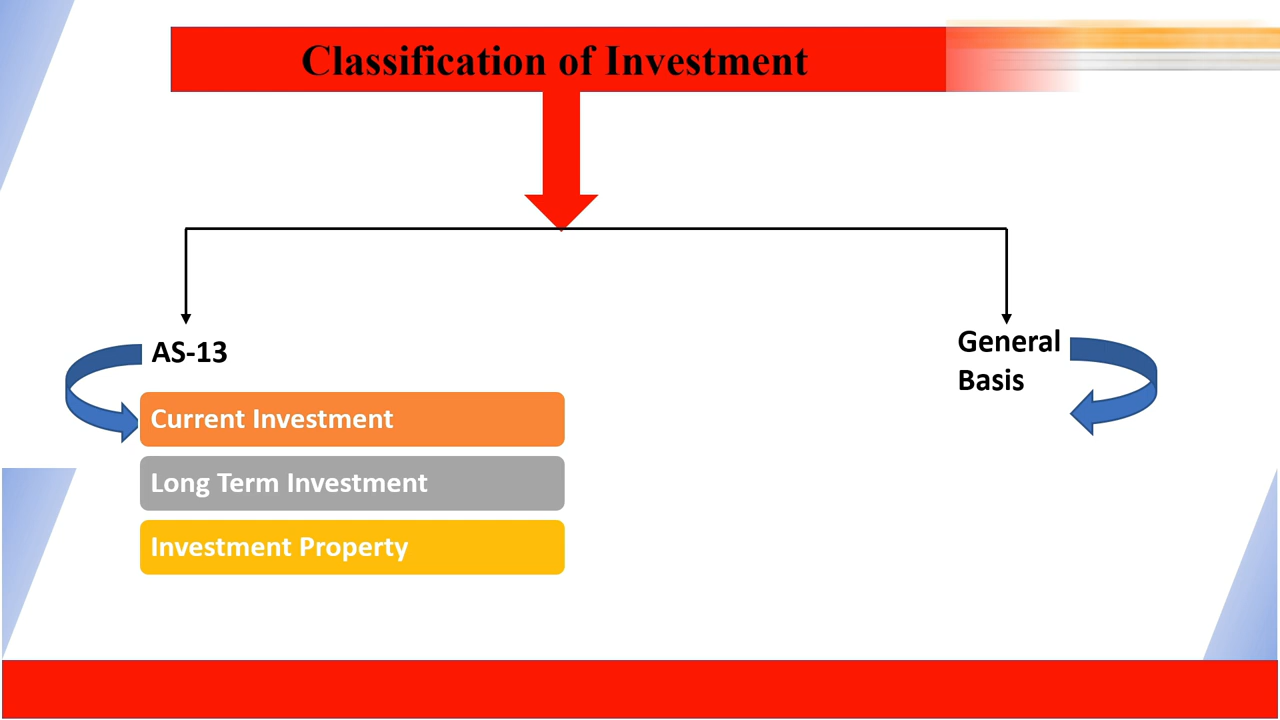 Classification of Investment
AS-13
Current Investment
Long Term Investment
Investment Property
General
Basis